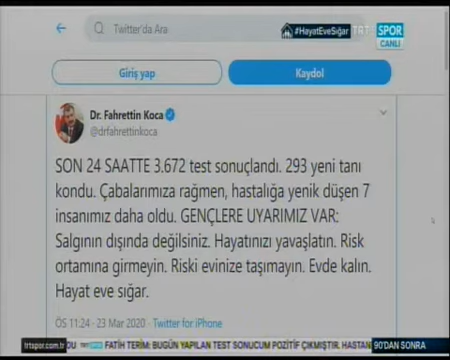 Twitter'da Ara
#HayatEveSığar
TRT SPOR
CANLI
Giriş yap
Kaydol
Dr. Fahrettin Koca
@drfahrettinkoca
SON 24 SAATTE 3.672 test sonuçlandı. 293 yeni tanı
kondu. Çabalarımıza rağmen, hastalığa yenik düşen 7
insanımız daha oldu. GENÇLERE UYARIMIZ VAR:
Salgının dışında değilsiniz. Hayatınızı yavaşlatın. Risk
ortamına girmeyin. Riski evinize taşımayın. Evde kalın.
Hayat eve sığar.
ÖS 11:24 - 23 Mar 2020 Twitter for iPhone
trtspor.com.tr DU TRT SPOR FATİH TERİM: BUGÜN YAPILAN TEST SONUCUM POZİTİF ÇIKMIŞTIR. HASTAN 90'DAN SONRA